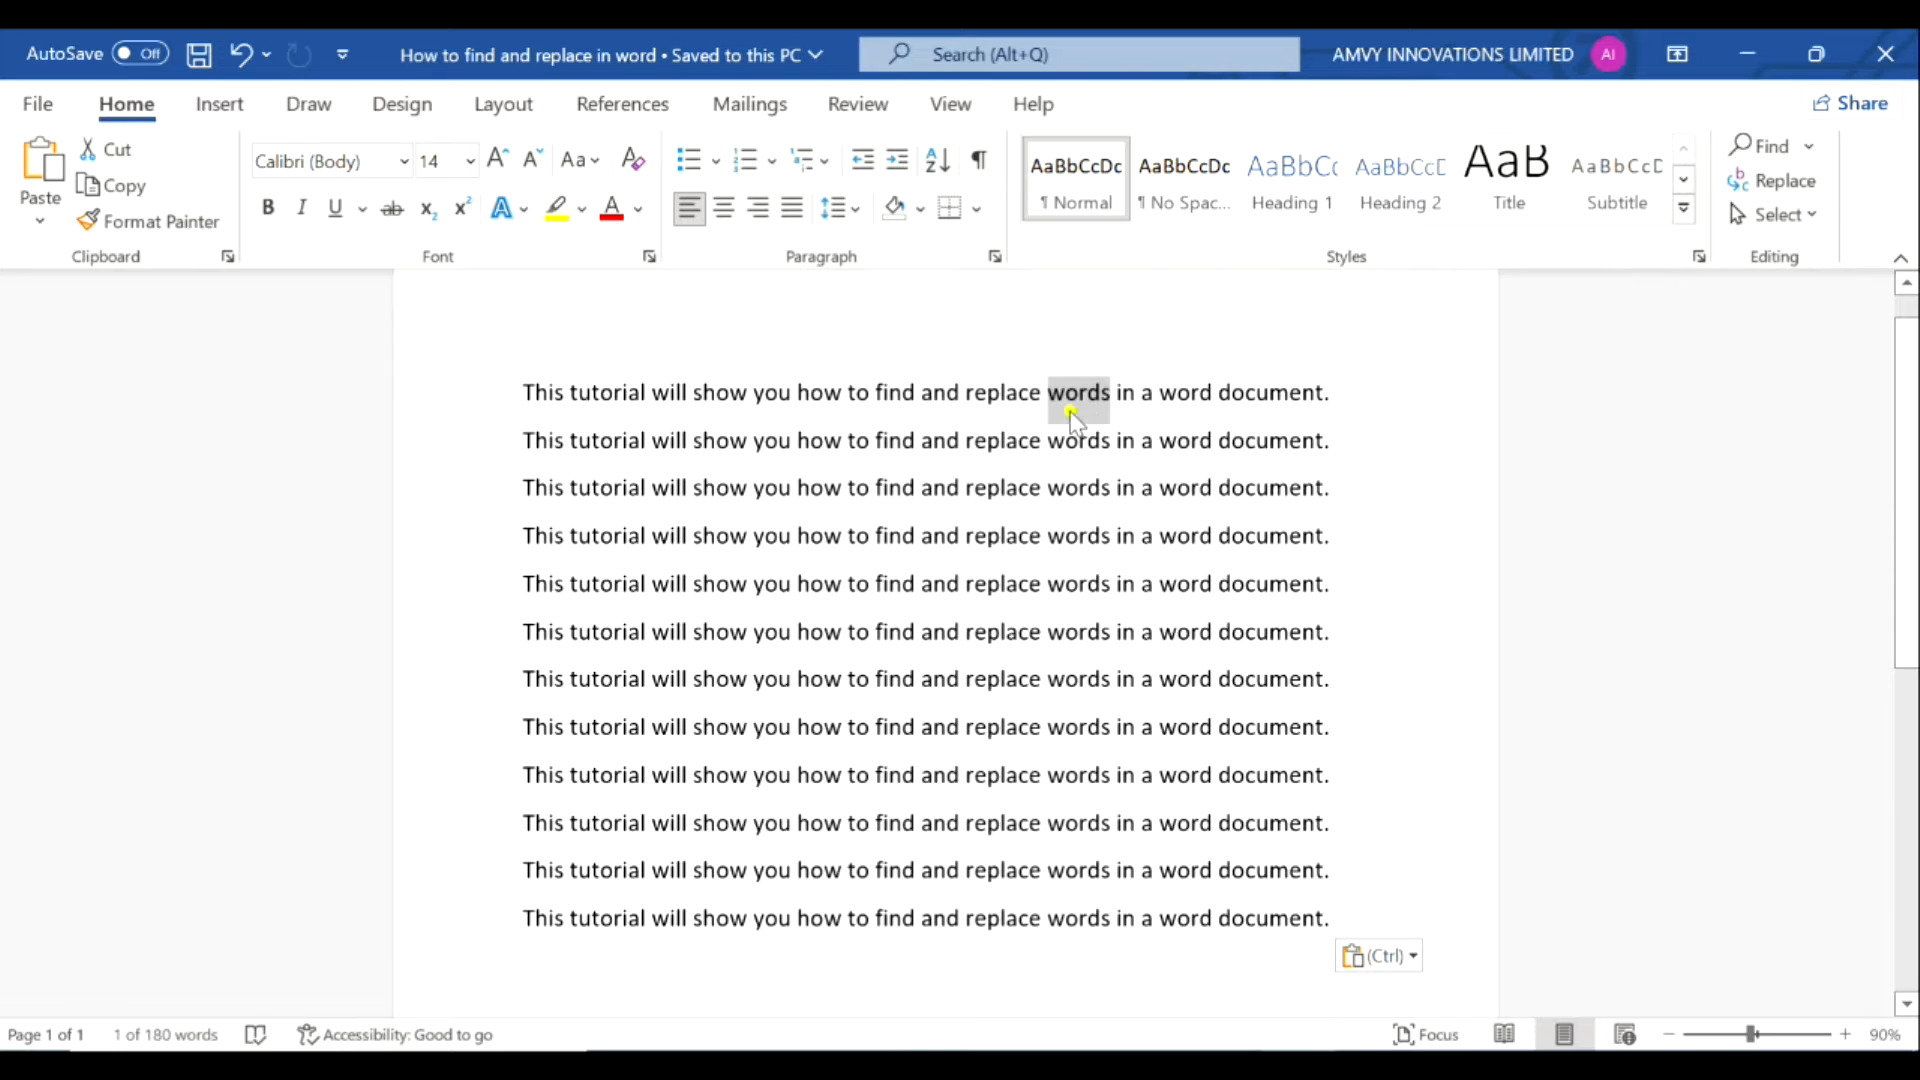 AutoSave Off How to find and replace in word • Saved to this PC Search (Alt+Q) AMVY INNOVATIONS LIMITED AI
File Home Insert Draw Design Layout References Mailings Review View Help Share
Paste Cut Copy Format Painter Clipboard
Calibri (Body) 14 A A Aa A B I U ab x2 x2 A A Font
A Z ¶ Paragraph
AaBbCcDc AaBbCcDc AaBbCc AaBbCcD AaB AaBbCcD
¶ Normal ¶ No Spac... Heading 1 Heading 2 Title Subtitle
Styles
Find
Replace
Select
Editing
This tutorial will show you how to find and replace words in a word document.
This tutorial will show you how to find and replace words in a word document.
This tutorial will show you how to find and replace words in a word document.
This tutorial will show you how to find and replace words in a word document.
This tutorial will show you how to find and replace words in a word document.
This tutorial will show you how to find and replace words in a word document.
This tutorial will show you how to find and replace words in a word document.
This tutorial will show you how to find and replace words in a word document.
This tutorial will show you how to find and replace words in a word document.
This tutorial will show you how to find and replace words in a word document.
This tutorial will show you how to find and replace words in a word document.
This tutorial will show you how to find and replace words in a word document.
(Ctrl)
Page 1 of 1 1 of 180 words Accessibility: Good to go Focus 90%